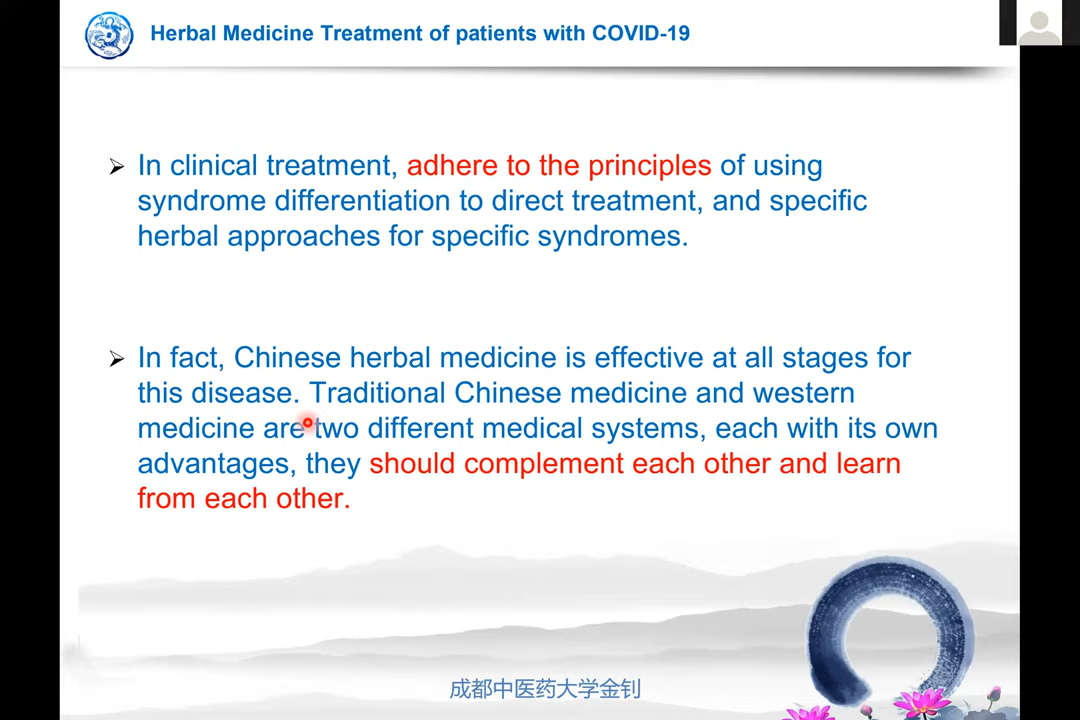 Herbal Medicine Treatment of patients with COVID-19
In clinical treatment, adhere to the principles of using
syndrome differentiation to direct treatment, and specific
herbal approaches for specific syndromes.
In fact, Chinese herbal medicine is effective at all stages for
this disease. Traditional Chinese medicine and western
medicine are two different medical systems, each with its own
advantages, they should complement each other and learn
from each other.
成都中医药大学金钊